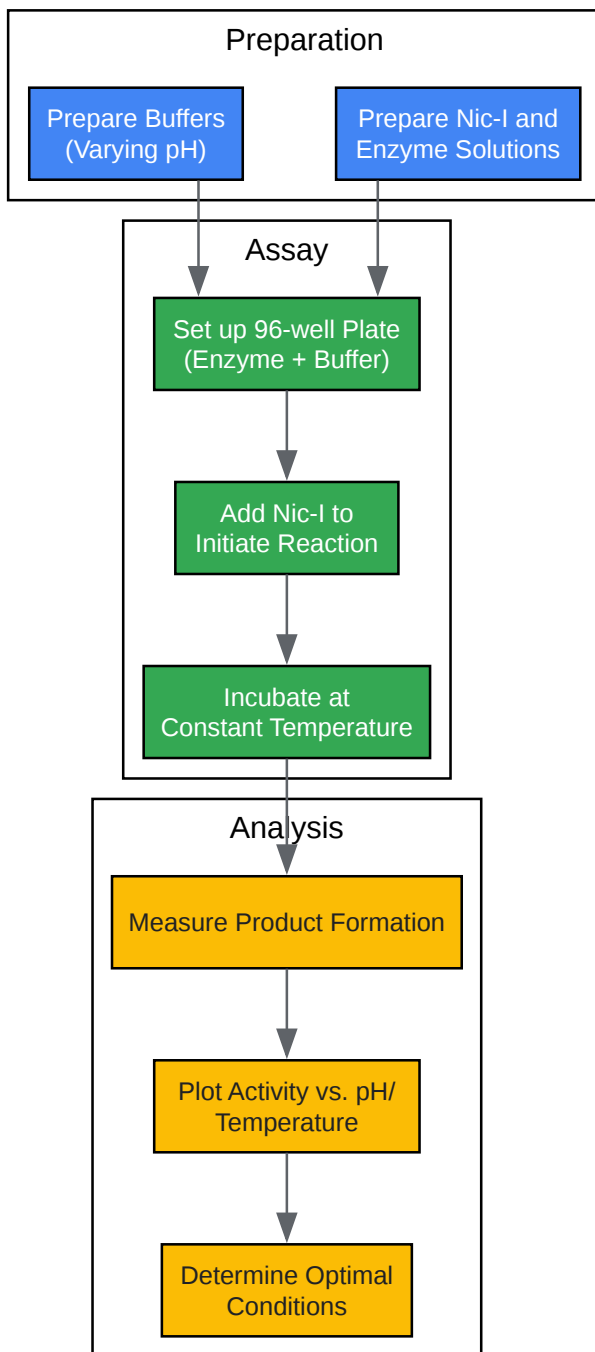 Preparation
Prepare Buffers
(Varying pH)
Prepare Nic-I and
Enzyme Solutions
Assay
Set up 96-well Plate
(Enzyme + Buffer)
Add Nic-I to
Initiate Reaction
Incubate at
Constant Temperature
Analysis
Measure Product Formation
Plot Activity vs. pH/
Temperature
Determine Optimal
Conditions